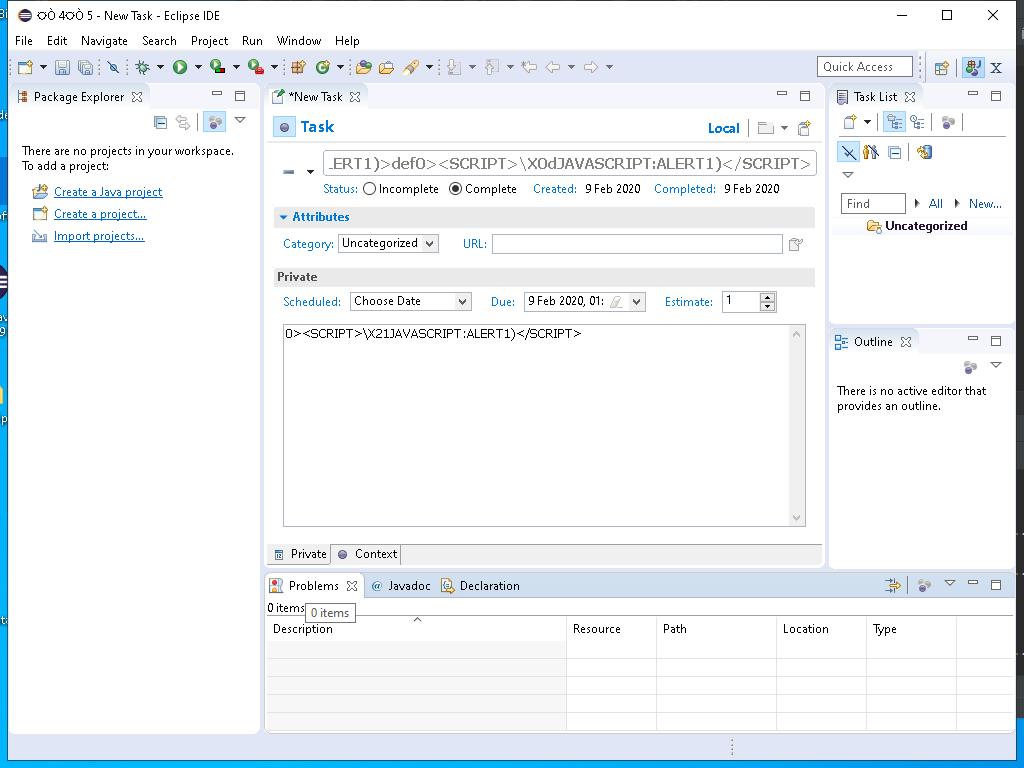 ѺÒ 4ѺÒ 5 - New Task - Eclipse IDE
File Edit Navigate Search Project Run Window Help
Quick Access
Package Explorer
There are no projects in your workspace.
To add a project:
Create a Java project
Create a project...
Import projects...
*New Task
Task
Local
.ERT1)>def0><SCRIPT>\X0dJAVASCRIPT:ALERT1)</SCRIPT>
Status: Incomplete Complete Created: 9 Feb 2020 Completed: 9 Feb 2020
Attributes
Category: Uncategorized URL:
Private
Scheduled: Choose Date Due: 9 Feb 2020, 01: Estimate: 1
0><SCRIPT>\X21JAVASCRIPT:ALERT1)</SCRIPT>
Private Context
Task List
Find All New...
Uncategorized
Outline
There is no active editor that
provides an outline.
Problems @ Javadoc Declaration
0 items
0 items
Description Resource Path Location Type